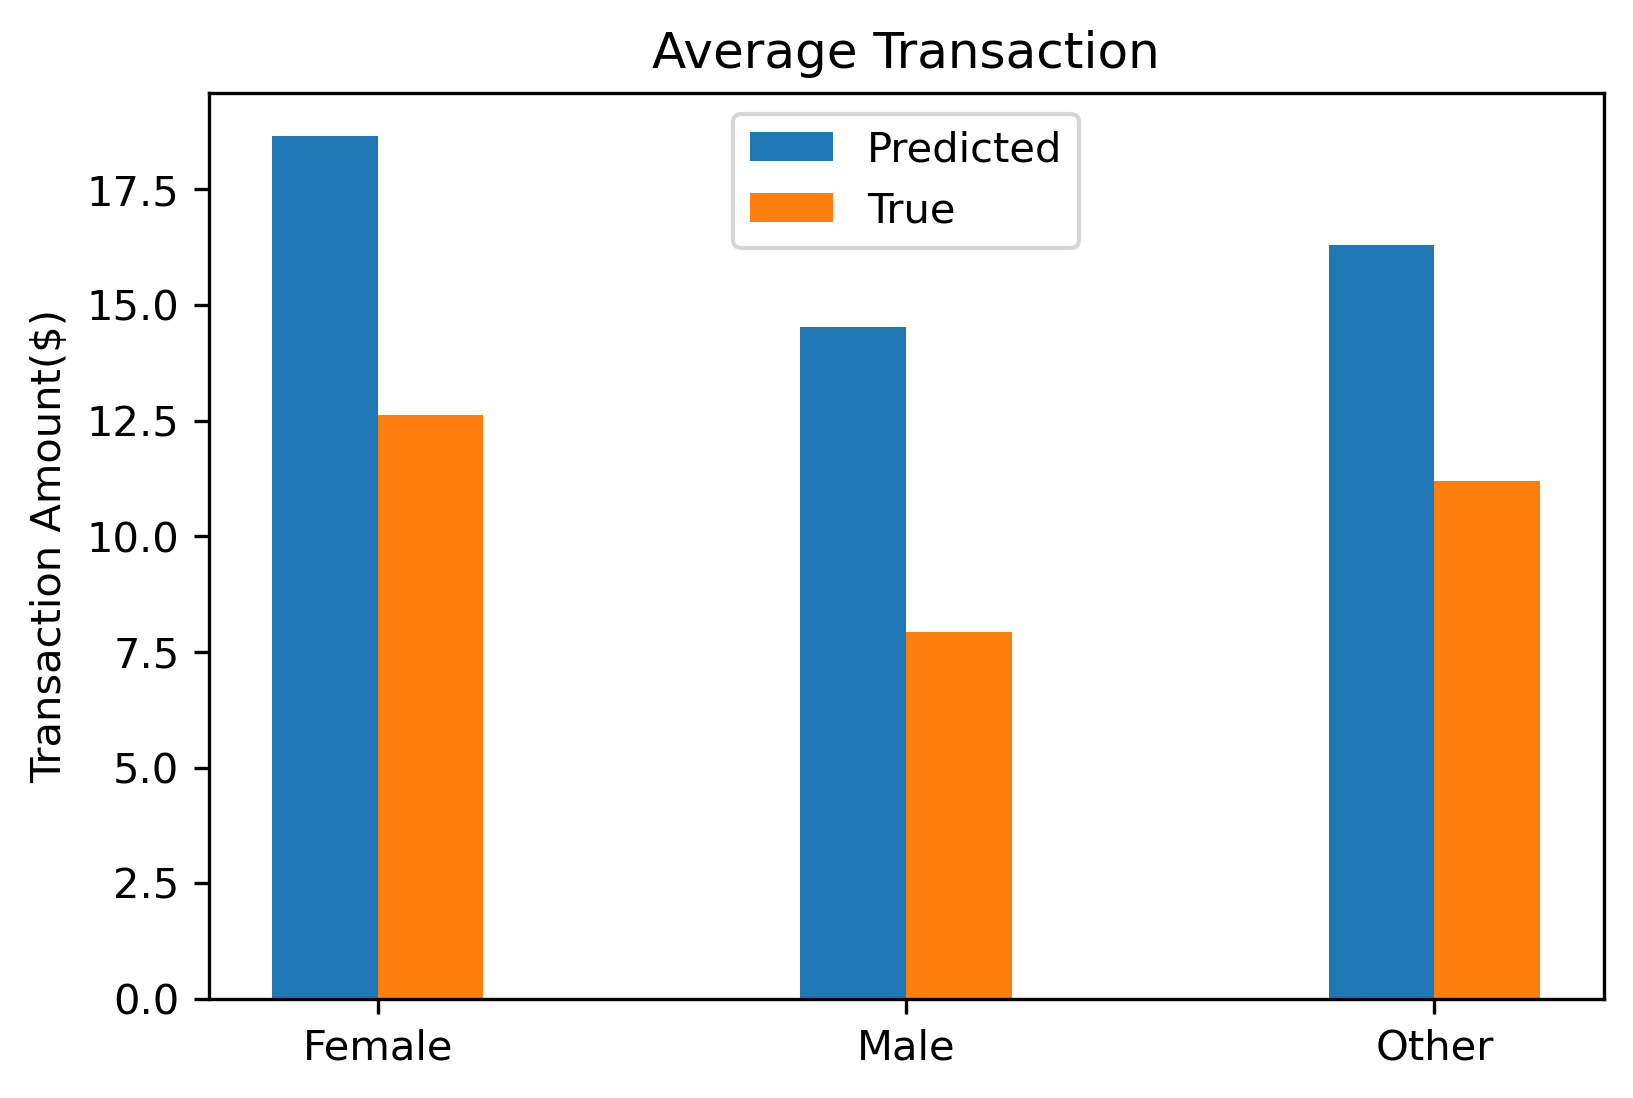 Average Transaction
Predicted
True
Transaction Amount($)
17.5
15.0
12.5
10.0
7.5
5.0
2.5
0.0
Female Male Other